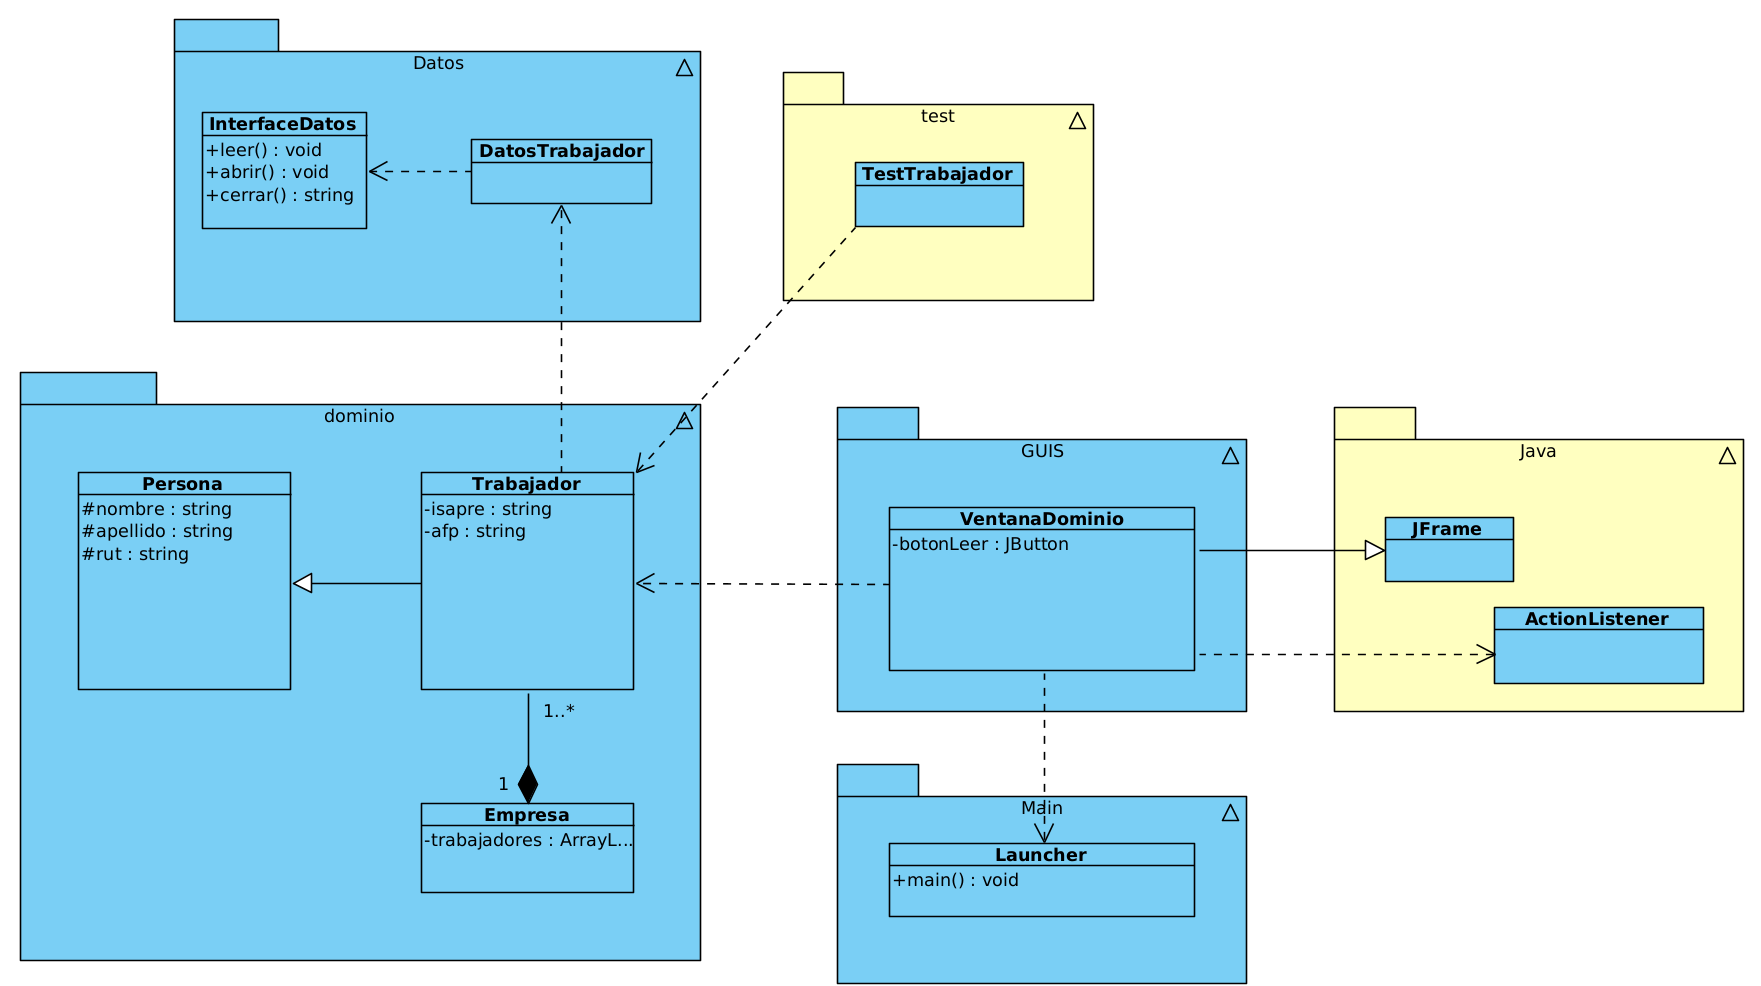 Datos
InterfaceDatos
+leer() : void
+abrir() : void
+cerrar() : string
DatosTrabajador
test
TestTrabajador
dominio
Persona
#nombre : string
#apellido : string
#rut : string
Trabajador
-isapre : string
-afp : string
1..*
1
Empresa
-trabajadores : ArrayL...
GUIS
VentanaDominio
-botonLeer : JButton
Java
JFrame
ActionListener
Main
Launcher
+main() : void